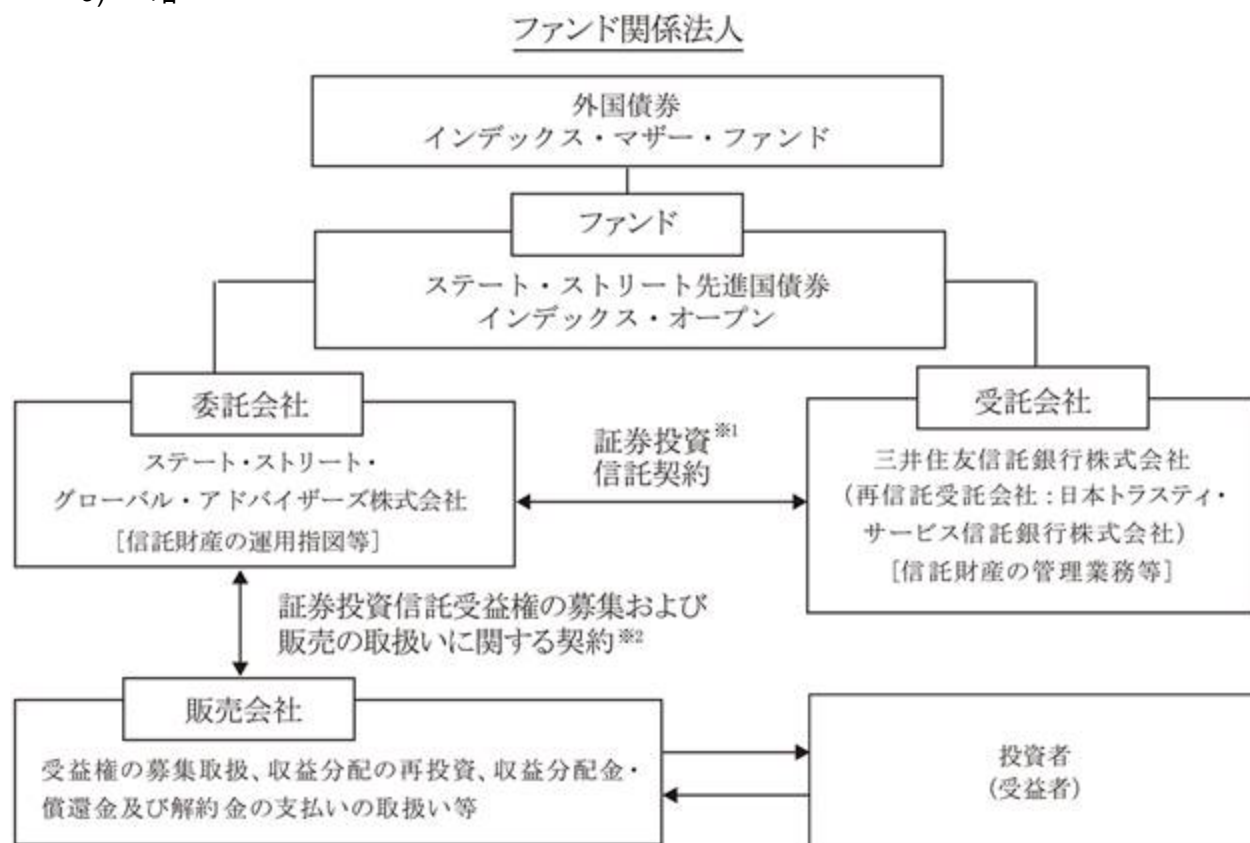 ファンド関係法人
外国債券
インデックス・マザー・ファンド
ファンド
ステート・ストリート先進国債券
インデックス・オープン
委託会社
ステート・ストリート・
グローバル・アドバイザーズ株式会社
[信託財産の運用指図等]
証券投資※1
信託契約
受託会社
三井住友信託銀行株式会社
(再信託受託会社:日本トラスティ・
サービス信託銀行株式会社)
[信託財産の管理業務等]
証券投資信託受益権の募集および
販売の取扱いに関する契約※2
販売会社
受益権の募集取扱、収益分配の再投資、収益分配金・
償還金及び解約金の支払いの取扱い等
投資者
(受益者)